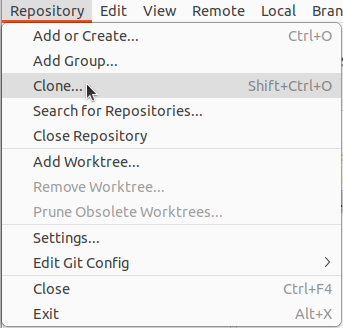 Repository Edit View Remote Local Bran
Add or Create... Ctrl+O
Add Group...
Clone... Shift+Ctrl+O
Search for Repositories...
Close Repository
Add Worktree...
Remove Worktree...
Prune Obsolete Worktrees...
Settings...
Edit Git Config
Close Ctrl+F4
Exit Alt+X